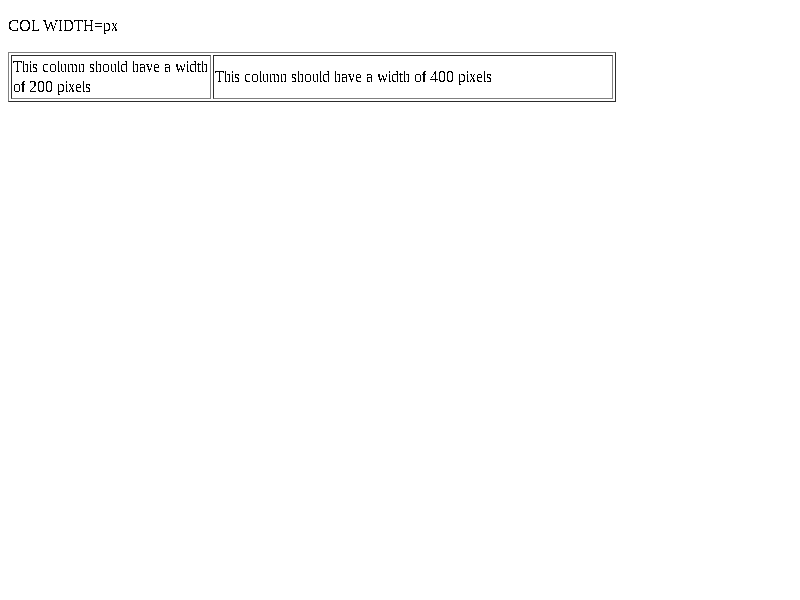 COL WIDTH=px
This column should have a width
of 200 pixels
This column should have a width of 400 pixels